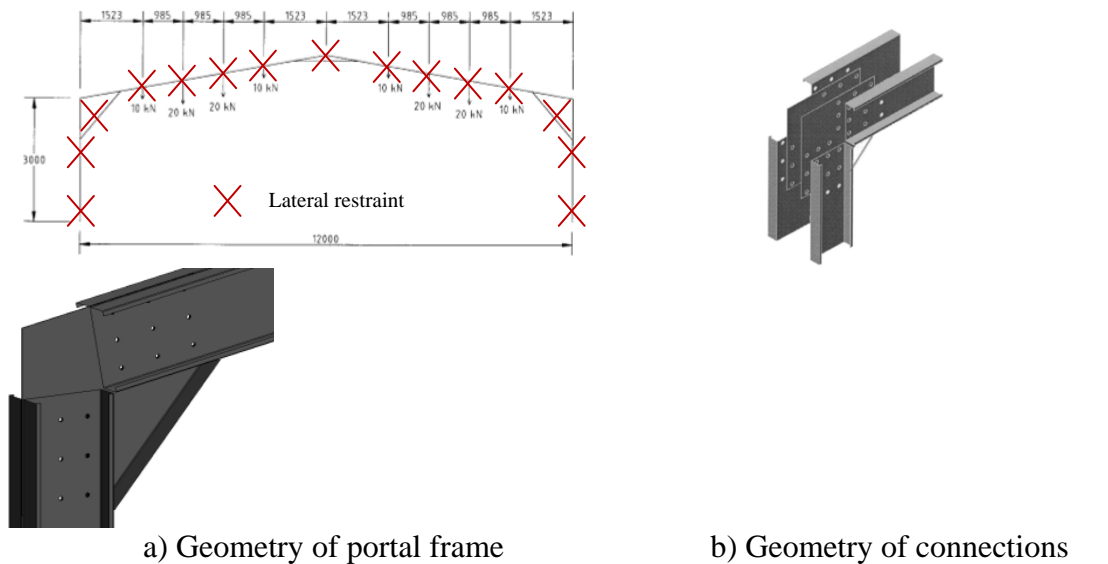 1523 985 985 985 1523 1523 985 985 985 1523
10 kN 20 kN 20 kN 10 kN 10 kN 20 kN 20 kN 10 kN
3000
Lateral restraint
12000
a) Geometry of portal frame
b) Geometry of connections